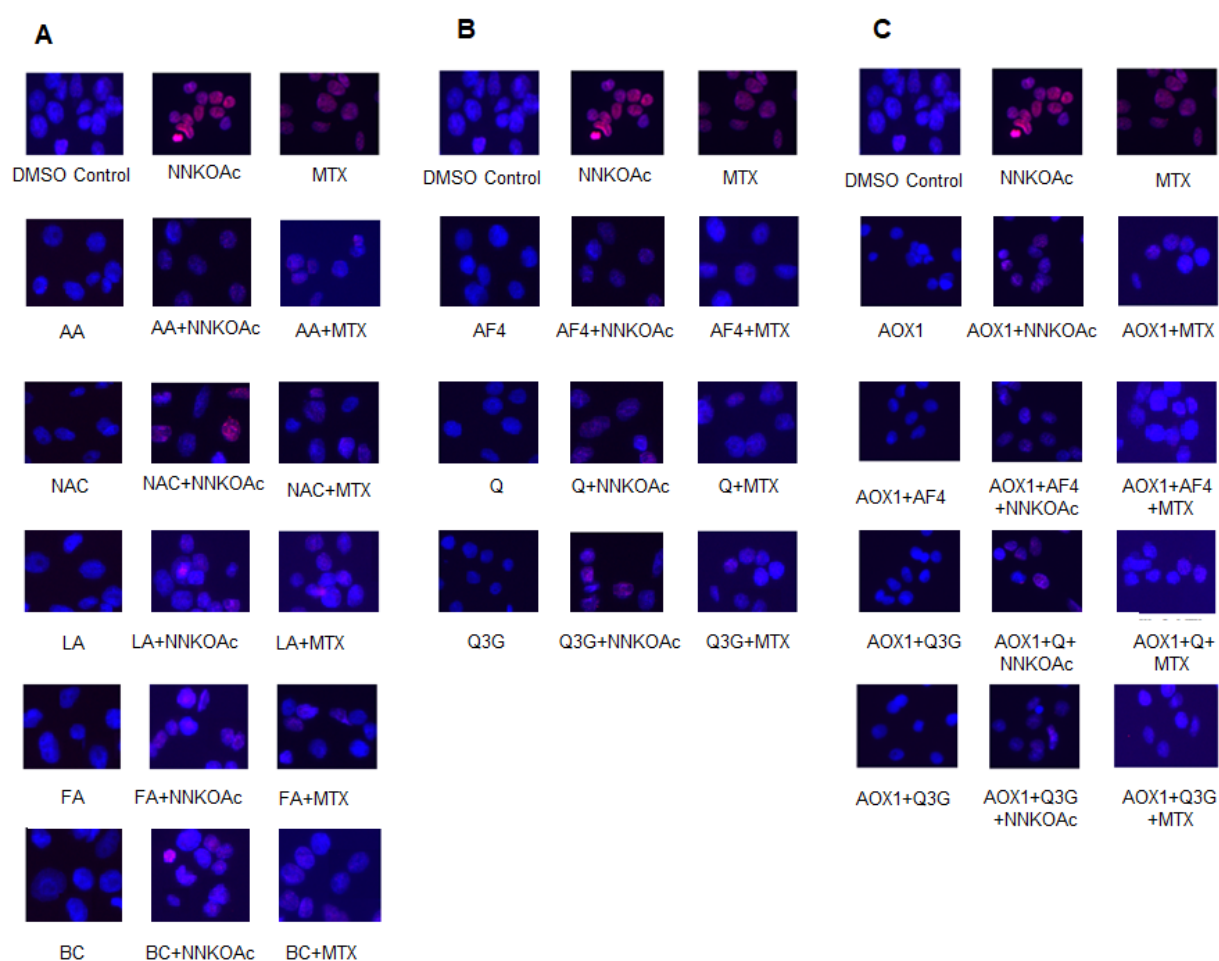 A
B
C
DMSO Control
NNKOAc
MTX
DMSO Control
NNKOAc
MTX
DMSO Control
NNKOAc
MTX
AA
AA+NNKOAc
AA+MTX
AF4
AF4+NNKOAc
AF4+MTX
AOX1
AOX1+NNKOAc
AOX1+MTX
NAC
NAC+NNKOAc
NAC+MTX
Q
Q+NNKOAc
Q+MTX
AOX1+AF4
AOX1+AF4
+NNKOAc
AOX1+AF4
+MTX
LA
LA+NNKOAc
LA+MTX
Q3G
Q3G+NNKOAc
Q3G+MTX
AOX1+Q3G
AOX1+Q+
NNKOAc
AOX1+Q+
MTX
FA
FA+NNKOAc
FA+MTX
AOX1+Q3G
AOX1+Q3G
+NNKOAc
AOX1+Q3G
+MTX
BC
BC+NNKOAc
BC+MTX